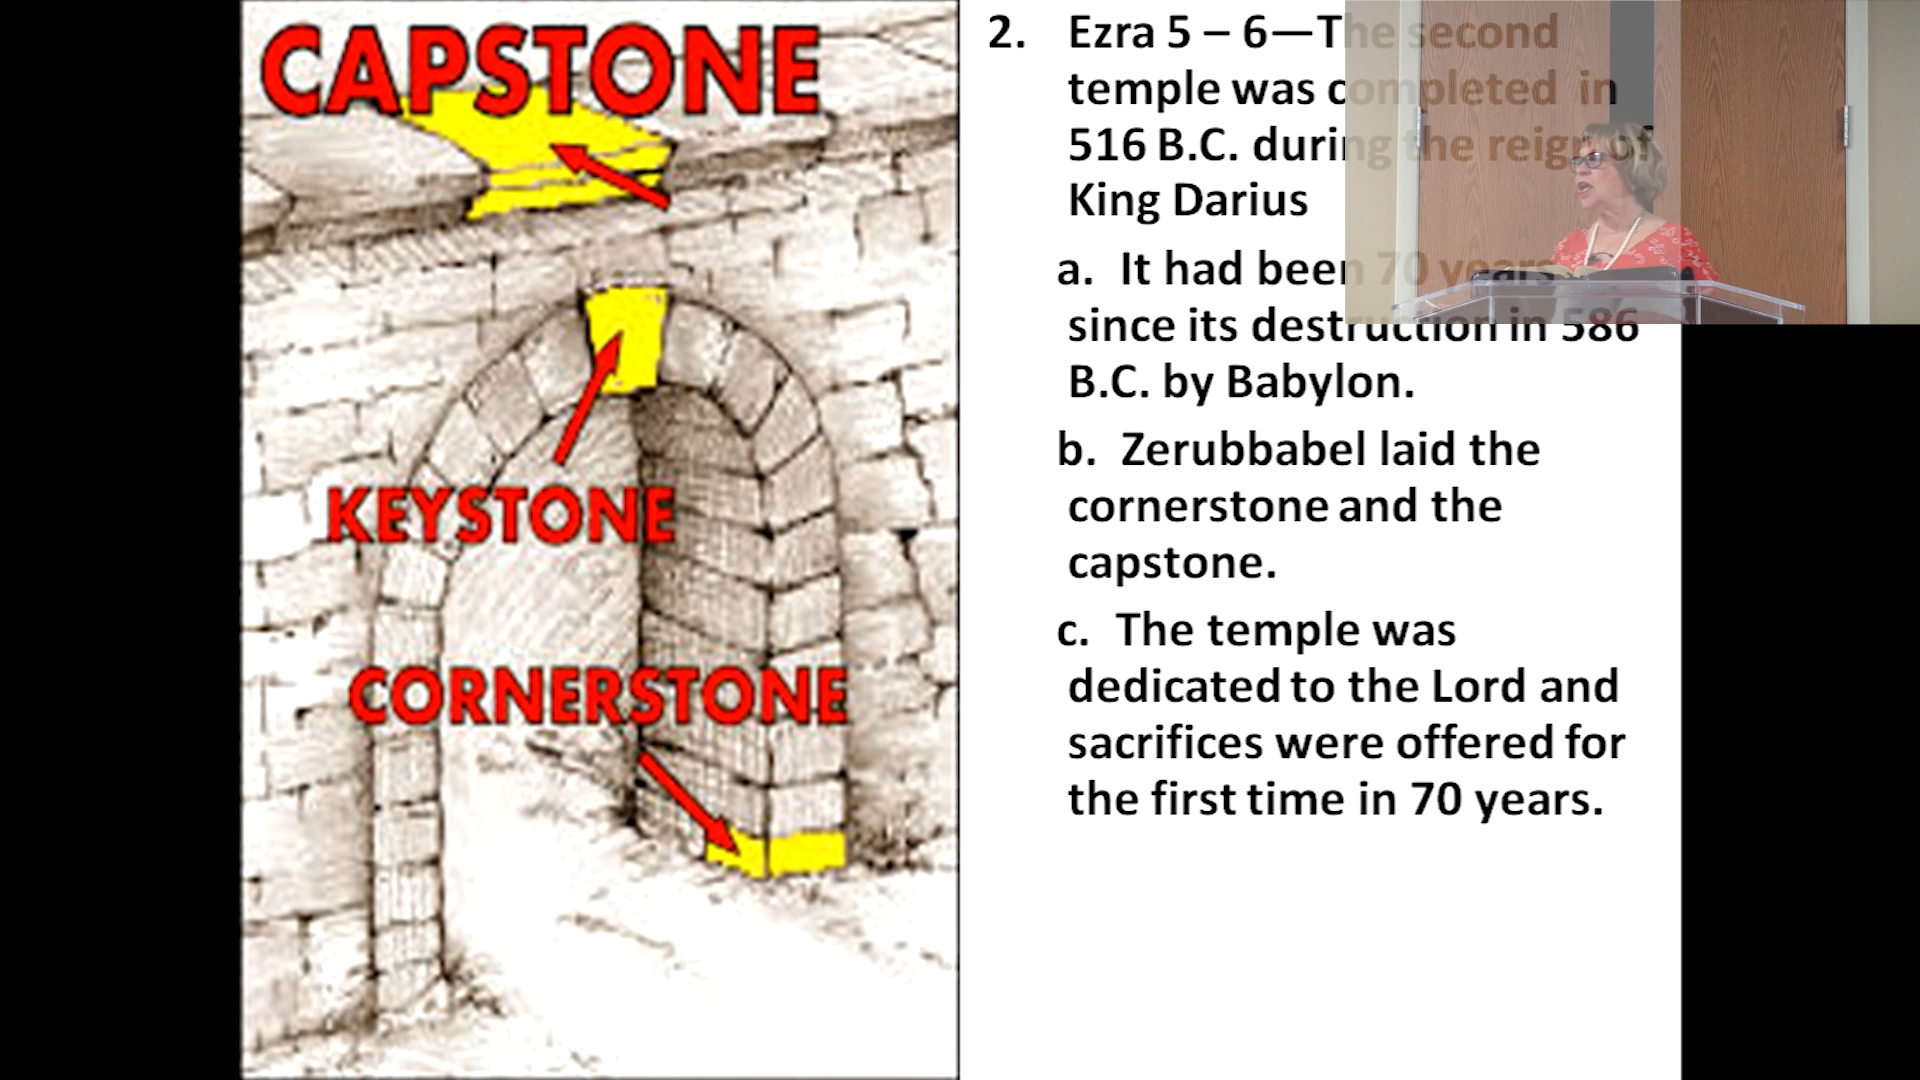 CAPSTONE
KEYSTONE
CORNERSTONE
2. Ezra 5 – 6—The second
temple was completed in
516 B.C. during the reign of
King Darius
a. It had been 70 years
since its destruction in 586
B.C. by Babylon.
b. Zerubbabel laid the
cornerstone and the
capstone.
c. The temple was
dedicated to the Lord and
sacrifices were offered for
the first time in 70 years.